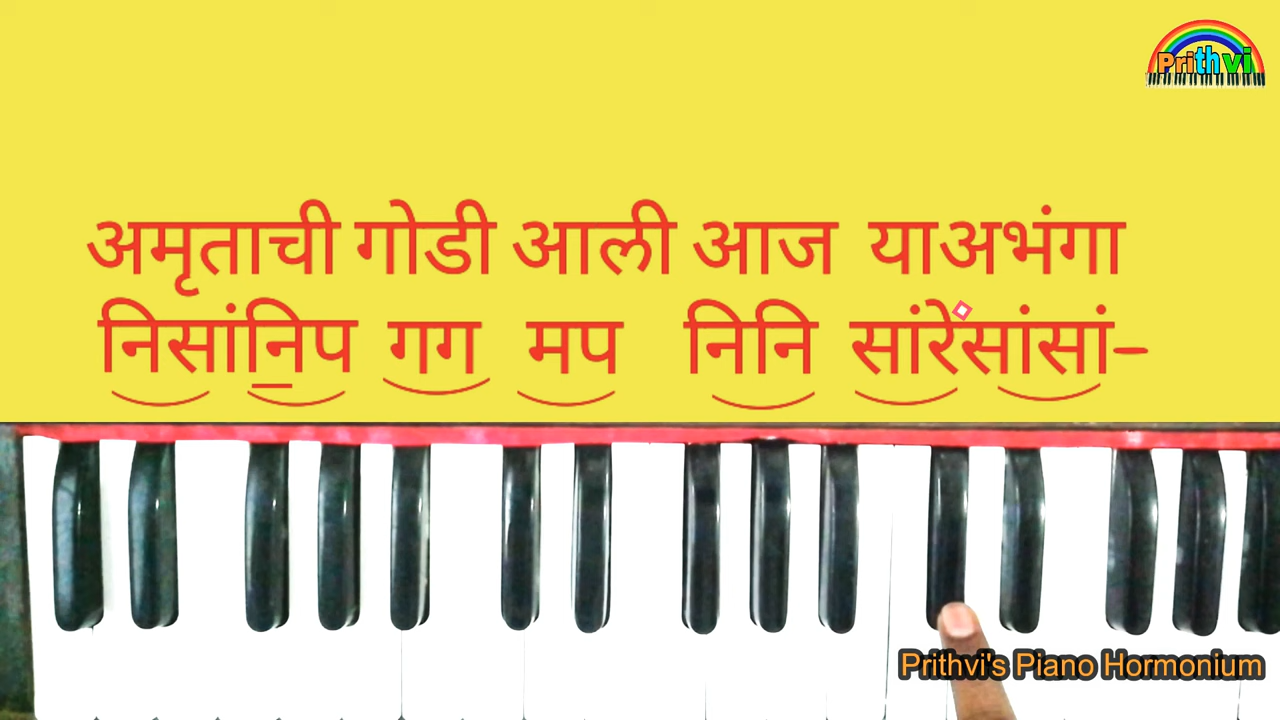 Prithvi
अमृताची गोडी आली आज याअभंगा
निसांनि॒प गग मप निनि सांरेंसांसां–
Prithvi's Piano Hormonium